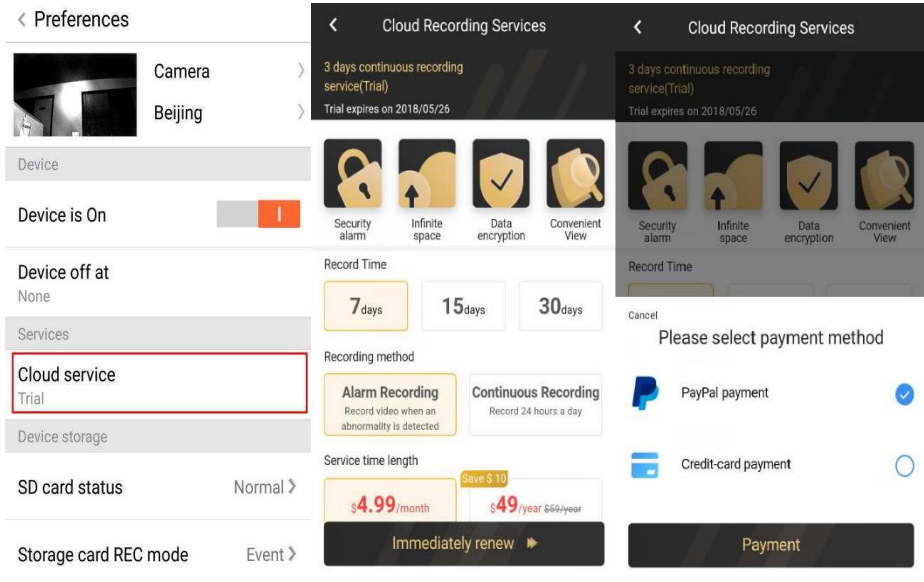 Preferences
Camera
Beijing
Device
Device is On
Device off at
None
Services
Cloud service
Trial
Device storage
SD card status Normal
Storage card REC mode Event
Cloud Recording Services
3 days continuous recording
service(Trial)
Trial expires on 2018/05/26
Security alarm
Infinite space
Data encryption
Convenient View
Record Time
7days 15days 30days
Recording method
Alarm Recording
Record video when an
abnormality is detected
Continuous Recording
Record 24 hours a day
Service time length
Save $ 10
$4.99/month
$49/year $59/year
Immediately renew
Cloud Recording Services
3 days continuous recording
service(Trial)
Trial expires on 2018/05/26
Security alarm
Infinite space
Data encryption
Convenient View
Record Time
Cancel
Please select payment method
PayPal payment
Credit-card payment
Payment